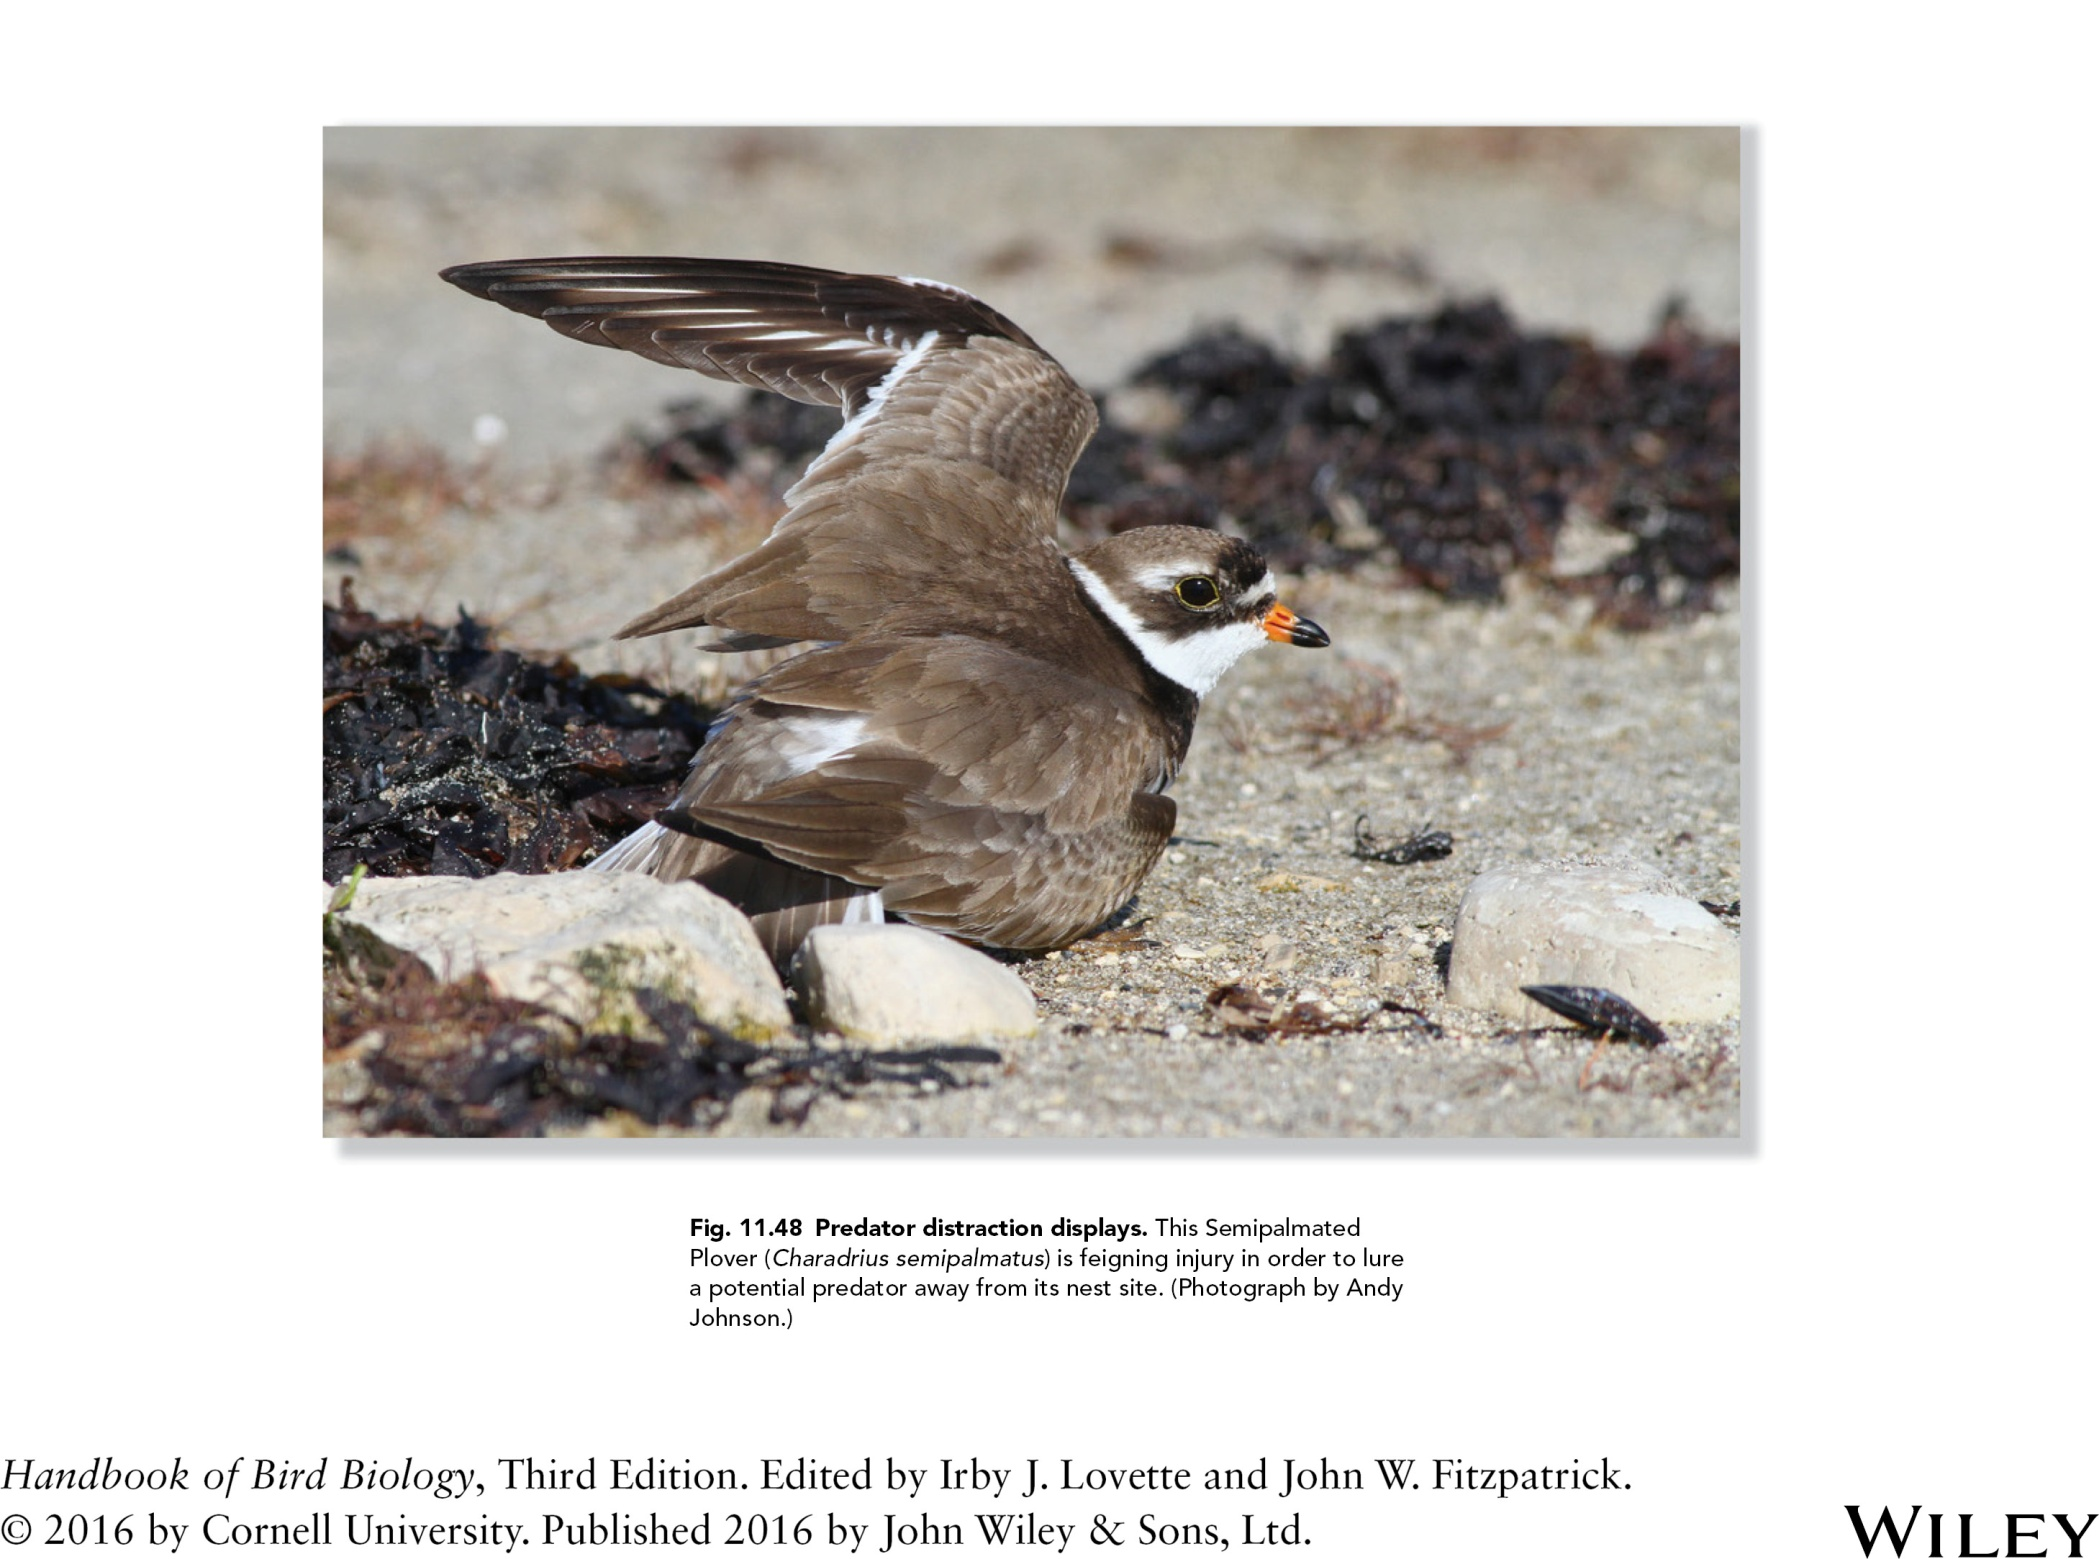 Fig. 11.48 Predator distraction displays. This Semipalmated
Plover (Charadrius semipalmatus) is feigning injury in order to lure
a potential predator away from its nest site. (Photograph by Andy
Johnson.)
Handbook of Bird Biology, Third Edition. Edited by Irby J. Lovette and John W. Fitzpatrick.
© 2016 by Cornell University. Published 2016 by John Wiley & Sons, Ltd.
WILEY